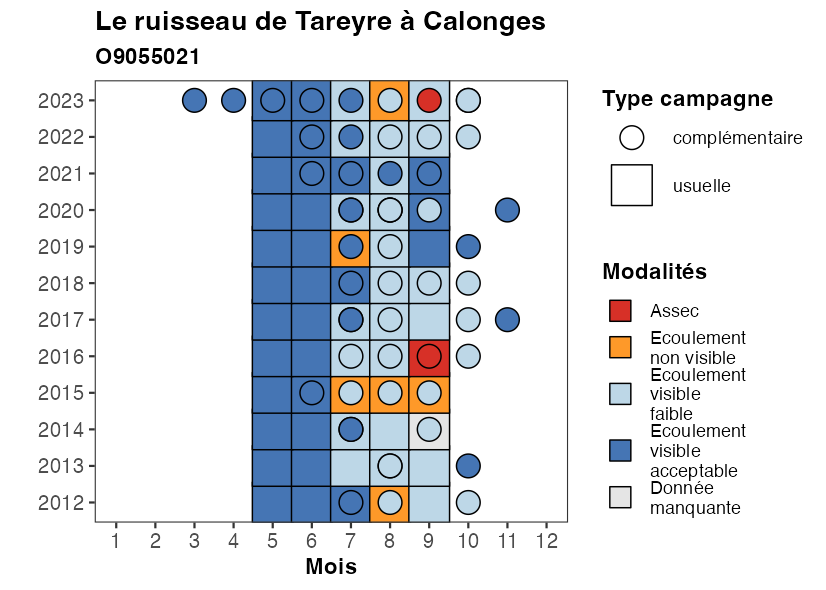 Le ruisseau de Tareyre à Calonges
O9055021
2023
2022
2021
2020
2019
2018
2017
2016
2015
2014
2013
2012
1 2 3 4 5 6 7 8 9 10 11 12
Mois
Type campagne
complémentaire
usuelle
Modalités
Assec
Ecoulement
non visible
Ecoulement
visible
faible
Ecoulement
visible
acceptable
Donnée
manquante